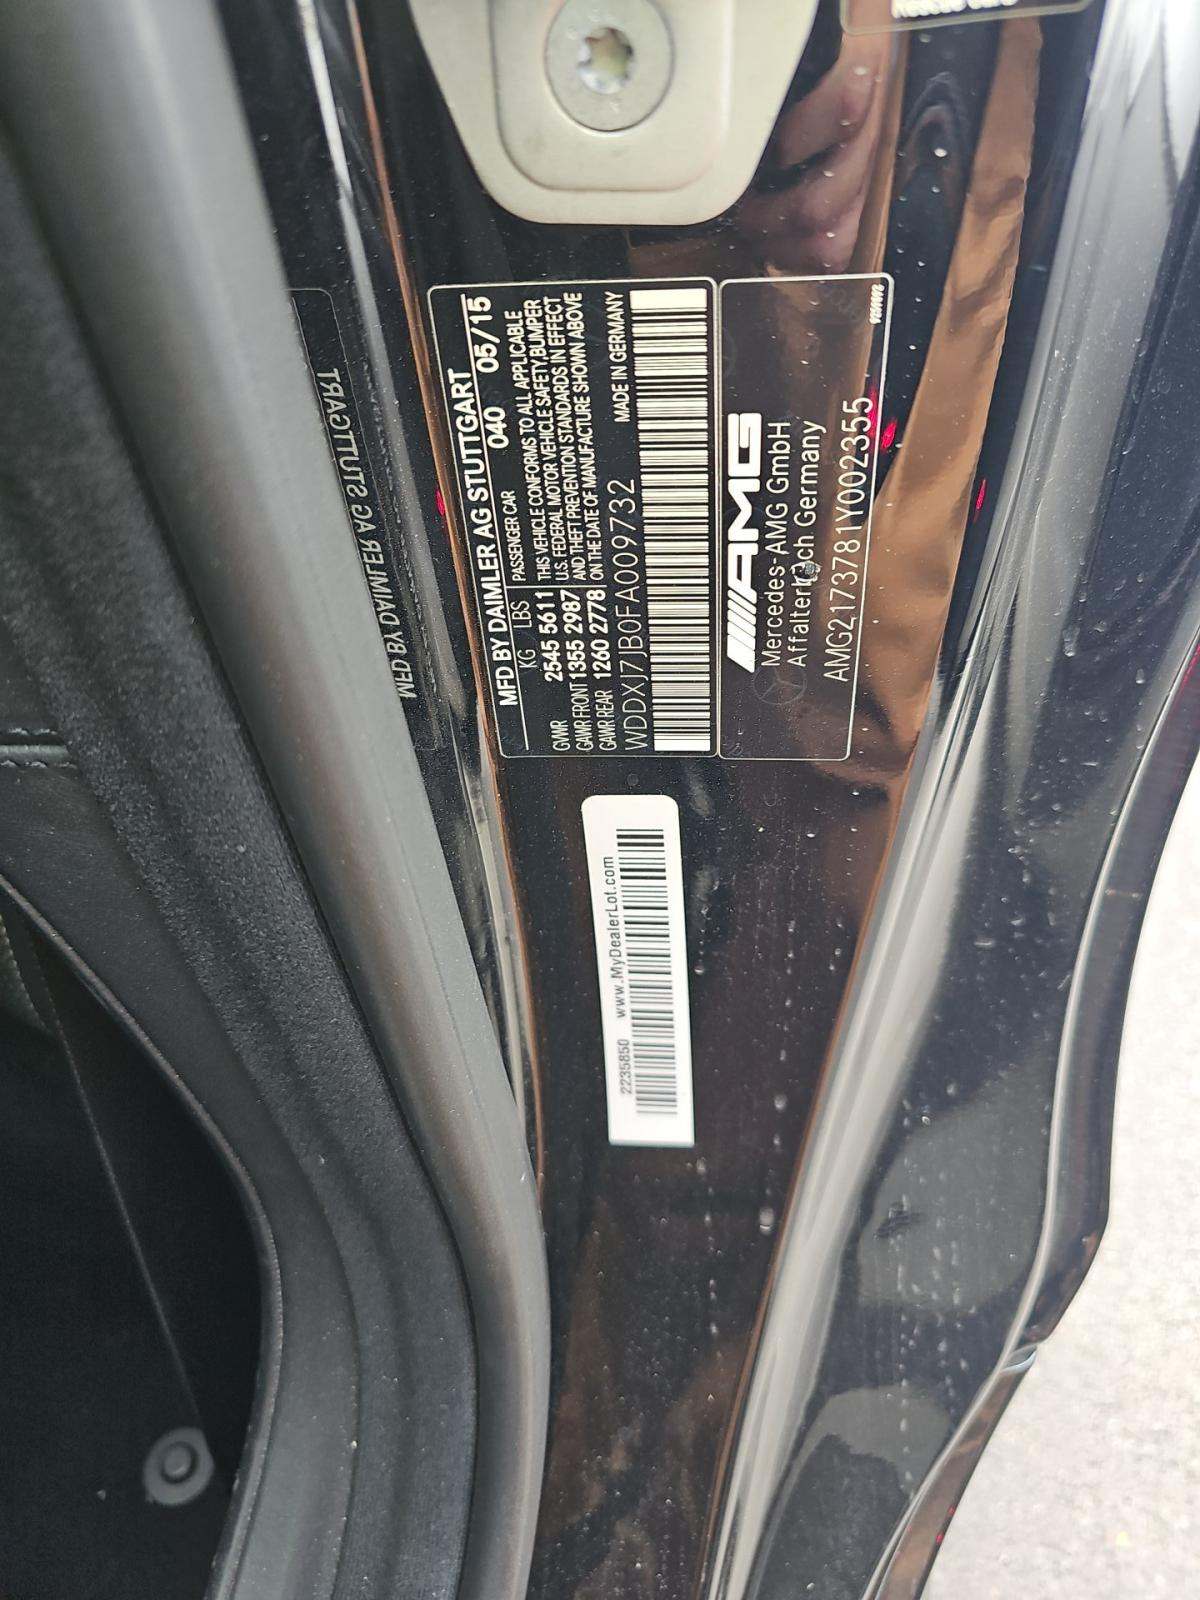 MFD BY DAIMLER AG STUTTGART
040 05/15
KG LBS PASSENGER CAR
GVWR 2545 5611 THIS VEHICLE CONFORMS TO ALL APPLICABLE
GAWR FRONT 1355 2987 U.S. FEDERAL MOTOR VEHICLE SAFETY, BUMPER
GAWR REAR 1260 2778 AND THEFT PREVENTION STANDARDS IN EFFECT
ON THE DATE OF MANUFACTURE SHOWN ABOVE
WDDXJ7JB0FA009732 MADE IN GERMANY
AMG
Mercedes-AMG GmbH
Affalterbach Germany
AMG2173781Y002355
2235850 www.MyDealerLot.com
MFD BY DAIMLER AG STUTTGART